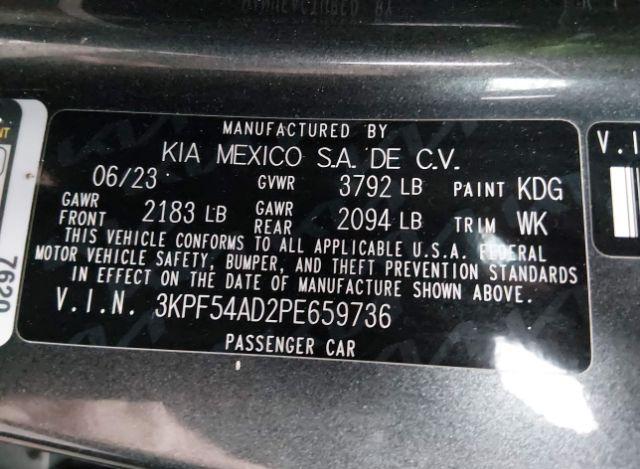 MANUFACTURED BY
KIA MEXICO S.A. DE C.V.
06/23 GVWR 3792 LB PAINT KDG
GAWR FRONT 2183 LB GAWR REAR 2094 LB TRIM WK
THIS VEHICLE CONFORMS TO ALL APPLICABLE U.S.A. FEDERAL
MOTOR VEHICLE SAFETY, BUMPER, AND THEFT PREVENTION STANDARDS
IN EFFECT ON THE DATE OF MANUFACTURE SHOWN ABOVE.
V.I.N. 3KPF54AD2PE659736
PASSENGER CAR
V.I
7620